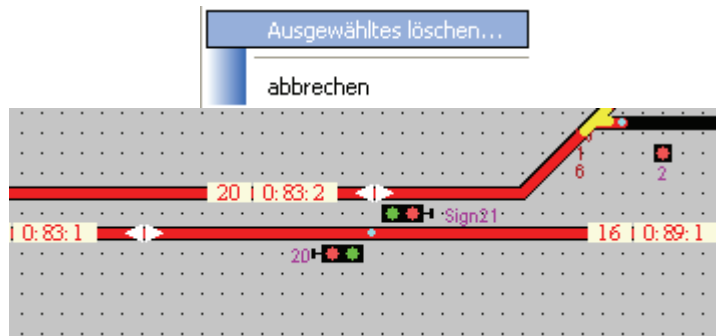 Ausgewähltes löschen...
abbrechen
6
2
20 | 0: 83: 2
Sign21
| 0: 83: 1
16 | 0: 89: 1
20